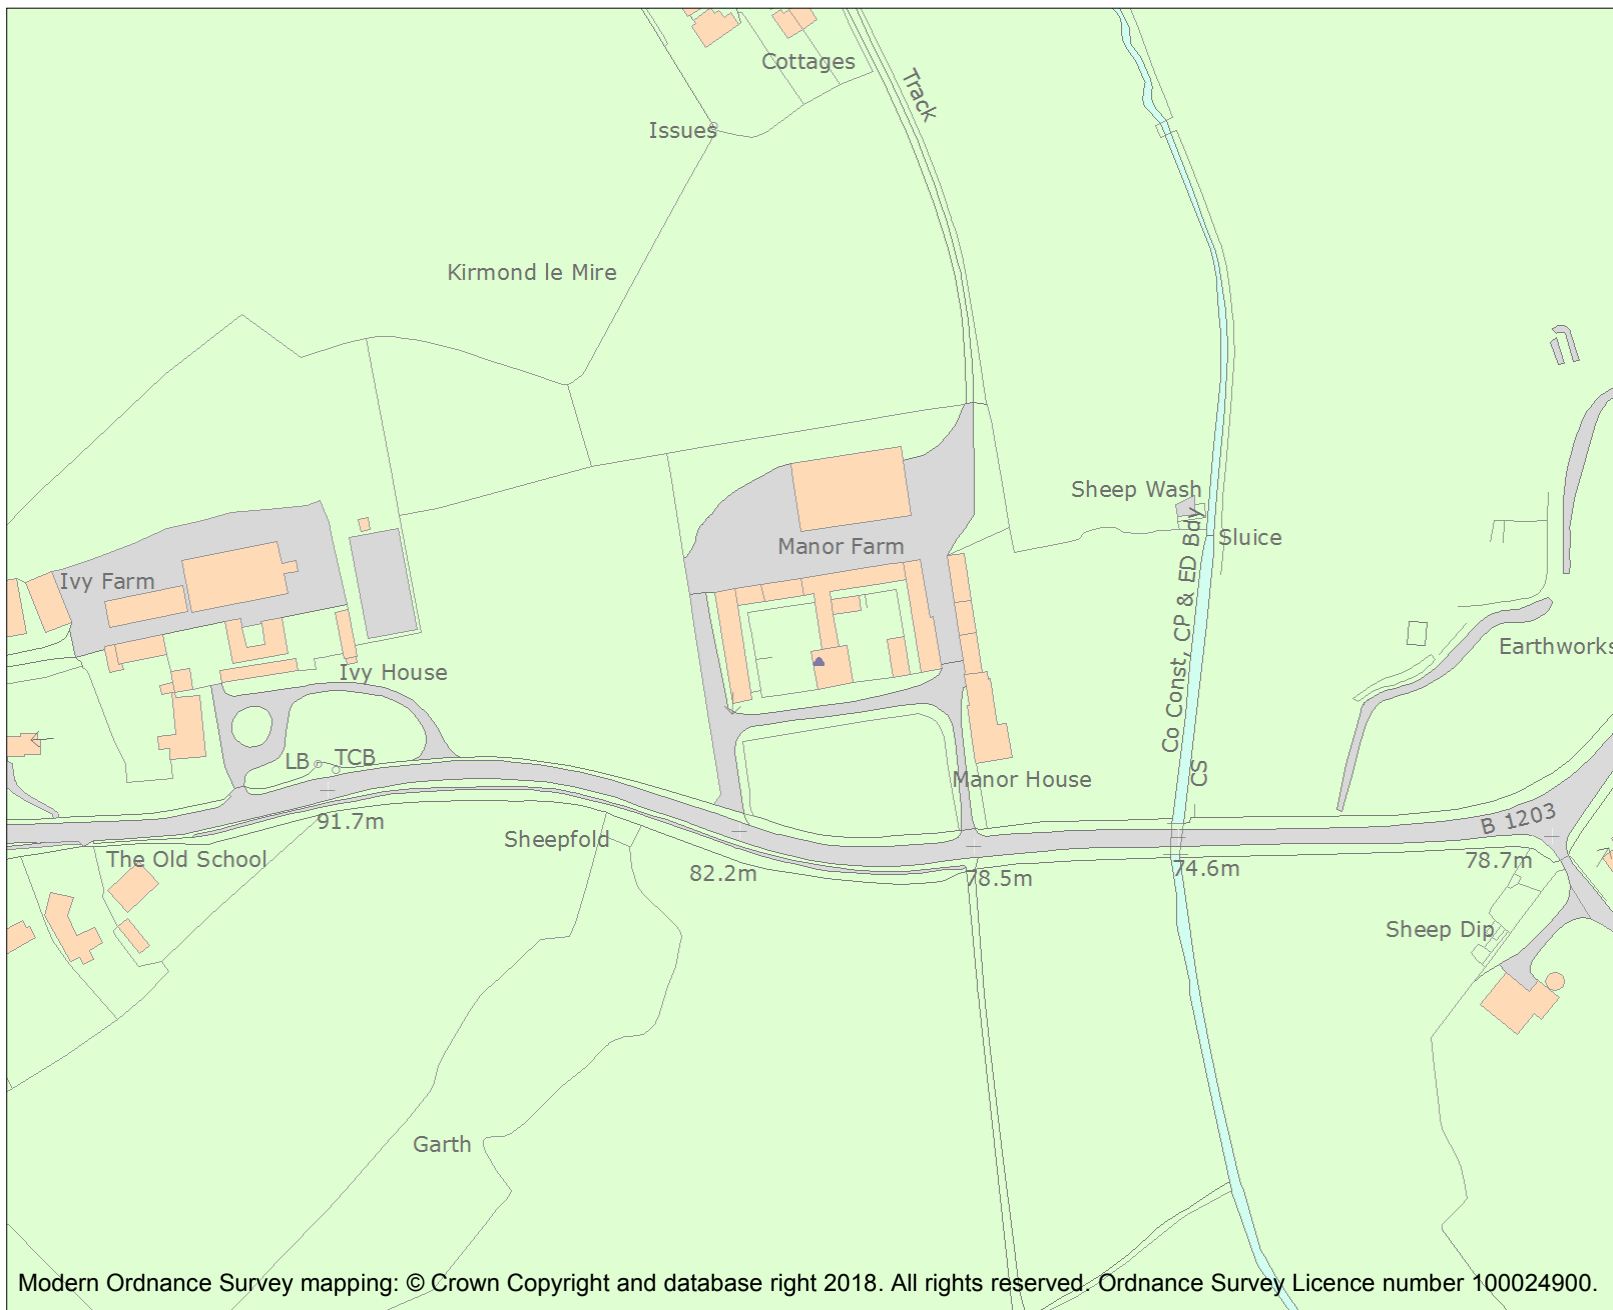 Cottages
Track
Issues
Kirmond le Mire
Sheep Wash
Sluice
Manor Farm
Ivy Farm
Co Const, CP & ED Bdy
Earthworks
Ivy House
LB
TCB
CS
Manor House
91.7m
B 1203
Sheepfold
The Old School
82.2m
78.5m
74.6m
78.7m
Sheep Dip
Garth
Modern Ordnance Survey mapping: © Crown Copyright and database right 2018. All rights reserved. Ordnance Survey Licence number 100024900.